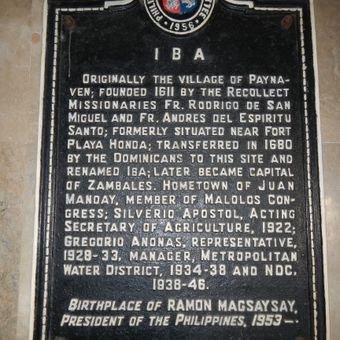 PHILIP
TEE
1956
IBA
ORIGINALLY THE VILLAGE OF PAYNA-
VEN; FOUNDED 1611 BY THE RECOLLECT
MISSIONARIES FR. RODRIGO DE SAN
MIGUEL AND FR. ANDRES DEL ESPIRITU
SANTO; FORMERLY SITUATED NEAR FORT
PLAYA HONDA; TRANSFERRED IN 1680
BY THE DOMINICANS TO THIS SITE AND
RENAMED IBA; LATER BECAME CAPITAL
OF ZAMBALES. HOMETOWN OF JUAN
MANDAY, MEMBER OF MALOLOS CON-
GRESS; SILVERIO APOSTOL, ACTING
SECRETARY OF AGRICULTURE, 1922;
GREGORIO ANONAS, REPRESENTATIVE,
1928-33, MANAGER, METROPOLITAN
WATER DISTRICT, 1934-38 AND NDC,
1938-46.
BIRTHPLACE OF RAMON MAGSAYSAY,
PRESIDENT OF THE PHILIPPINES, 1953—.